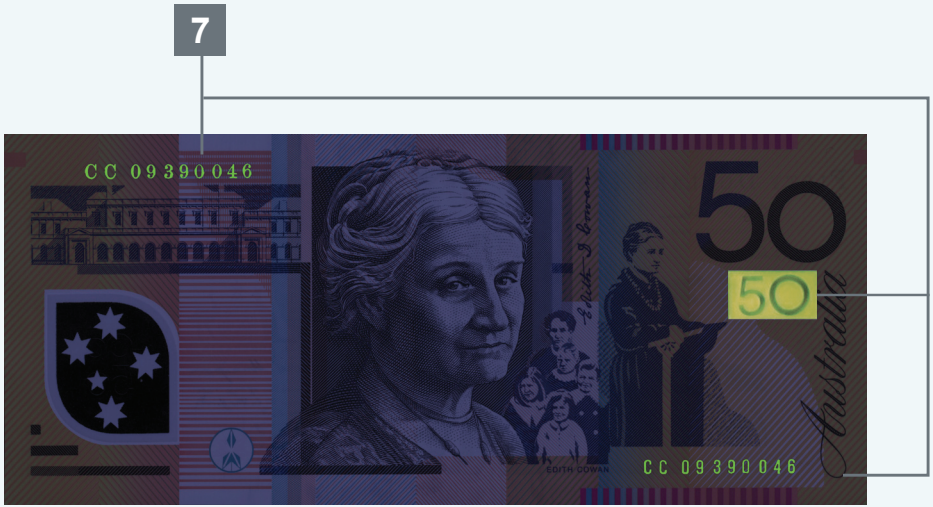 7
CC 09390046
50
50
Edith D Cowan
Australia
EDITH COWAN
CC 09390046